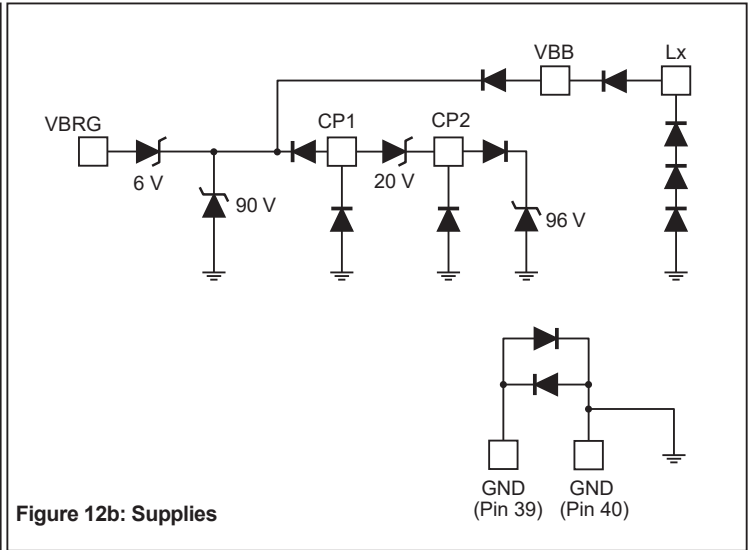 VBB
Lx
VBRG
CP1
CP2
6 V
90 V
20 V
96 V
GND
(Pin 39)
GND
(Pin 40)
Figure 12b: Supplies